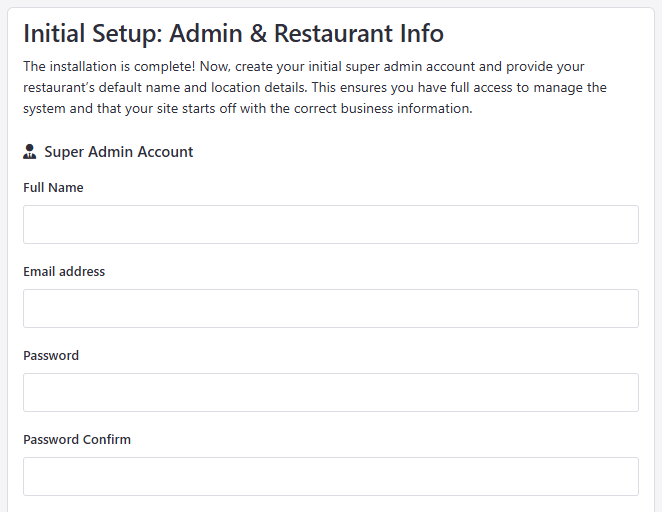 Initial Setup: Admin & Restaurant Info
The installation is complete! Now, create your initial super admin account and provide your
restaurant’s default name and location details. This ensures you have full access to manage the
system and that your site starts off with the correct business information.
Super Admin Account
Full Name
Email address
Password
Password Confirm